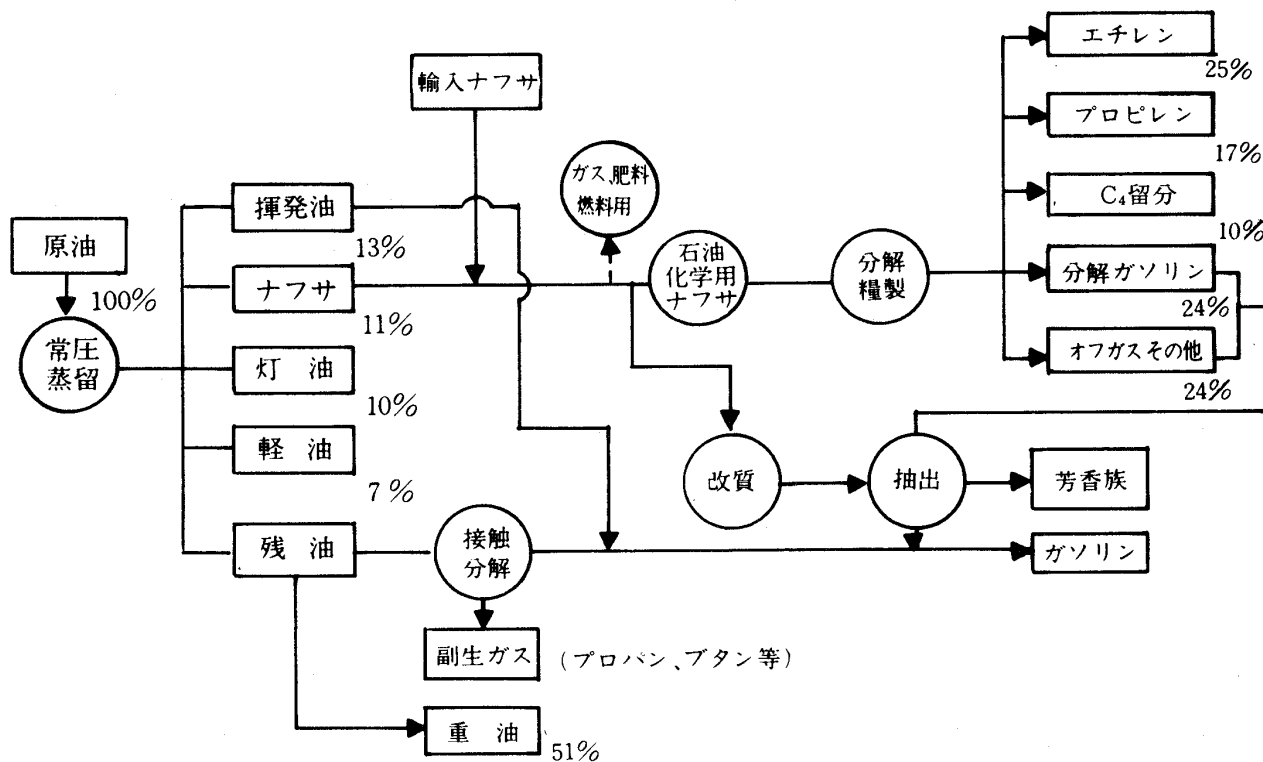 エチレン
25%
輸入ナフサ
プロピレン
17%
ガス、肥料
燃料用
C₄留分
10%
揮発油
13%
原油
100%
石油
化学用
ナフサ
分解
糧製
分解ガソリン
24%
ナフサ
11%
常圧
蒸留
灯 油
10%
オフガスその他
24%
軽 油
7%
改質
抽出
芳香族
残 油
接触
分解
ガソリン
副生ガス
(プロパン、ブタン等)
重 油
51%